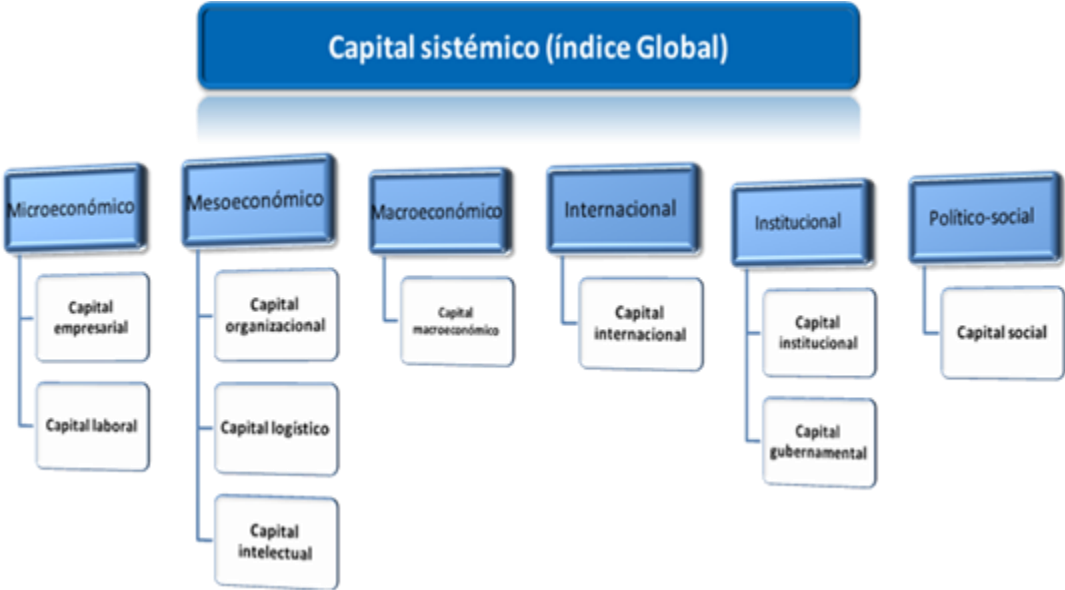 Capital sistémico (índice Global)
Microeconómico
Capital
empresarial
Capital laboral
Mesoeconómico
Capital
organizacional
Capital logístico
Capital
intelectual
Macroeconómico
Capital
macroeconómico
Internacional
Capital
internacional
Institucional
Capital
institucional
Capital
gubernamental
Político-social
Capital social